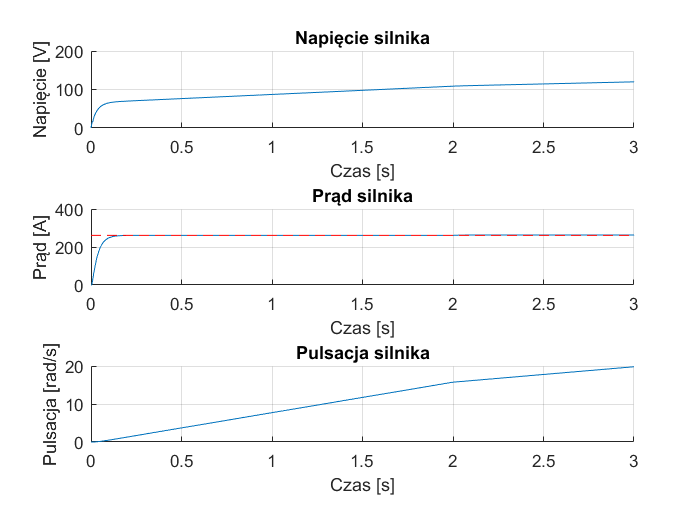 Napięcie silnika
Napięcie [V]
200
100
0
0 0.5 1 1.5 2 2.5 3
Czas [s]
Prąd silnika
Prąd [A]
400
200
0
0 0.5 1 1.5 2 2.5 3
Czas [s]
Pulsacja silnika
Pulsacja [rad/s]
20
10
0
0 0.5 1 1.5 2 2.5 3
Czas [s]